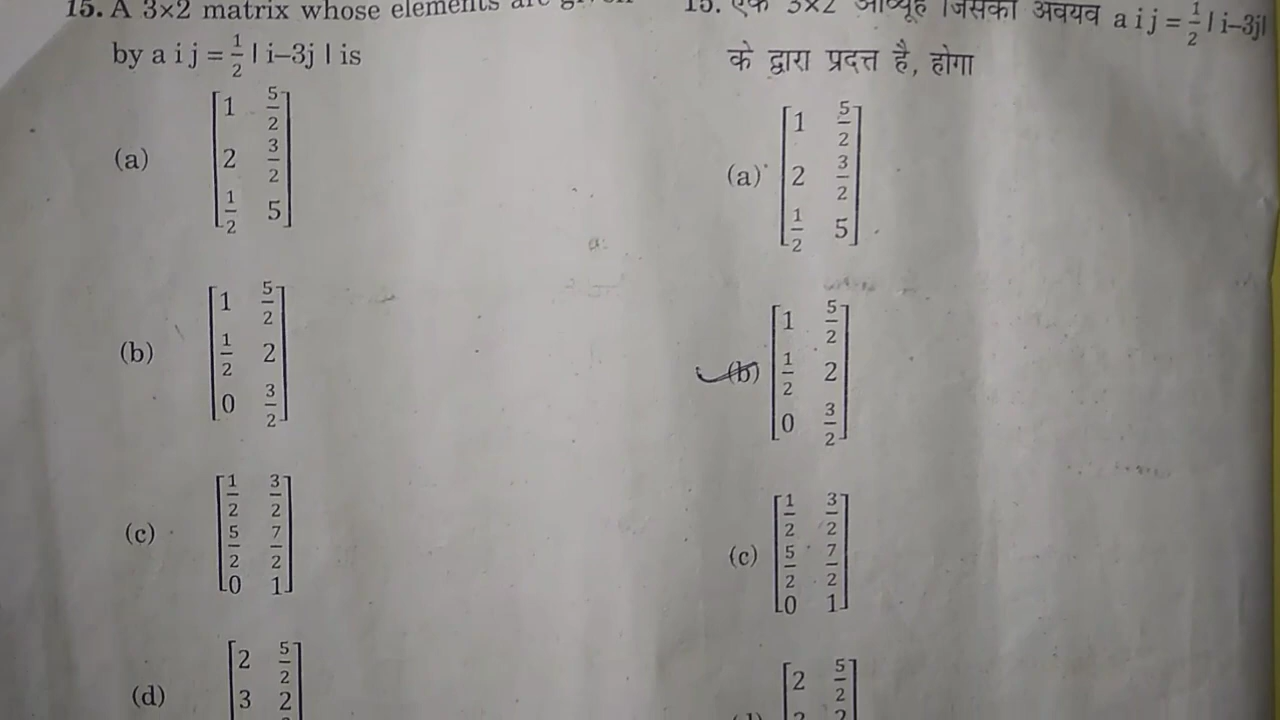 15. A 3×2 matrix whose elements are given
by a i j = 1/2 | i–3j | is
(a) [1 5/2
2 3/2
1/2 5]
(b) [1 5/2
1/2 2
0 3/2]
(c) [1/2 3/2
5/2 7/2
0 1]
(d) [2 5/2
3 2
15. एक 3×2 आव्यूह जिसका अवयव a i j = 1/2 | i–3j|
के द्वारा प्रदत्त है, होगा
(a) [1 5/2
2 3/2
1/2 5]
(b) [1 5/2
1/2 2
0 3/2]
(c) [1/2 3/2
5/2 7/2
0 1]
[2 5/2